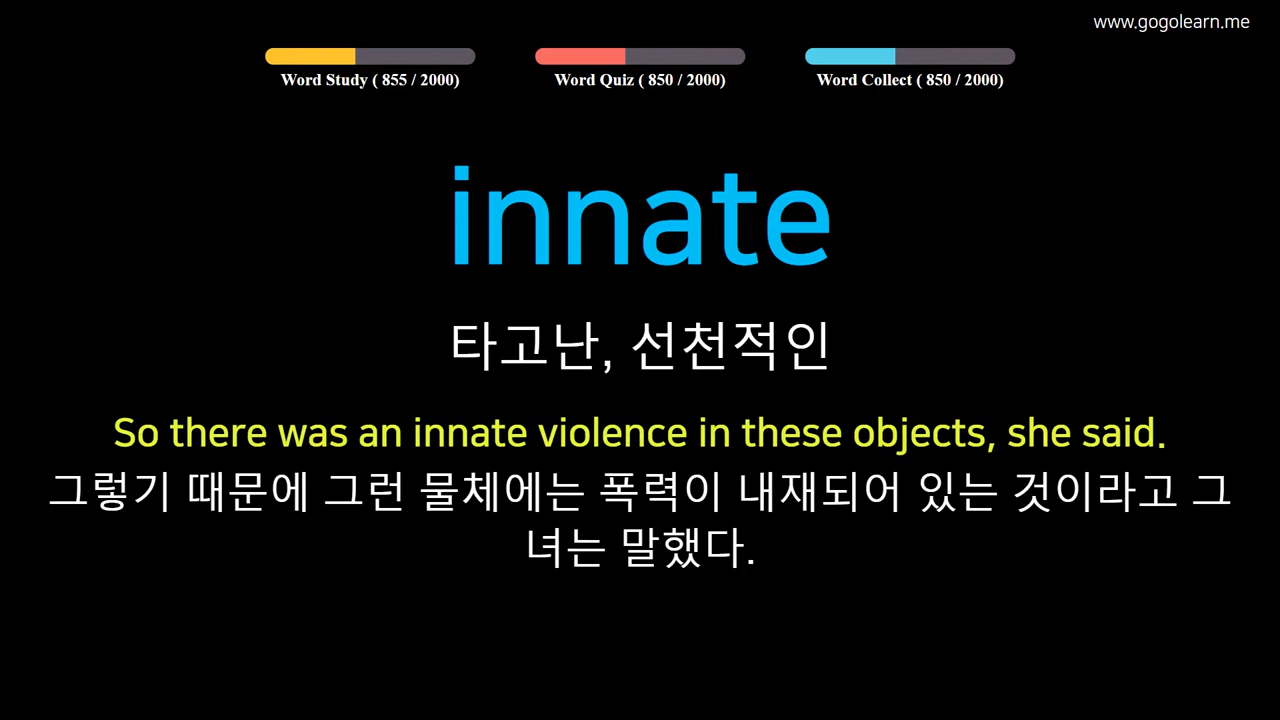 www.gogolearn.me
Word Study ( 855 / 2000)
Word Quiz ( 850 / 2000)
Word Collect ( 850 / 2000)
innate
타고난, 선천적인
So there was an innate violence in these objects, she said.
그렇기 때문에 그런 물체에는 폭력이 내재되어 있는 것이라고 그
녀는 말했다.